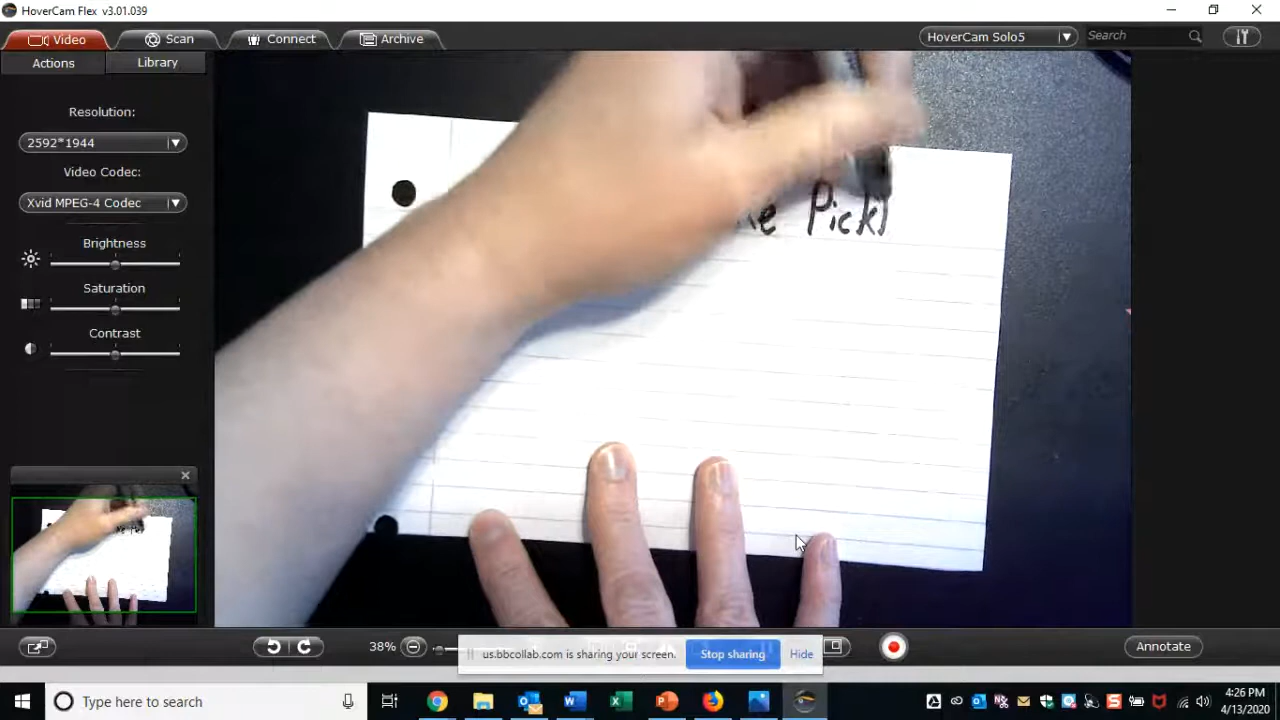 HoverCam Flex v3.01.039
Video Scan Connect Archive HoverCam Solo5 Search
Actions Library
Resolution:
2592*1944
Video Codec:
Xvid MPEG-4 Codec
Brightness
Saturation
Contrast
Pickl
38% us.bbcollab.com is sharing your screen. Stop sharing Hide Annotate
Type here to search 4:26 PM
4/13/2020